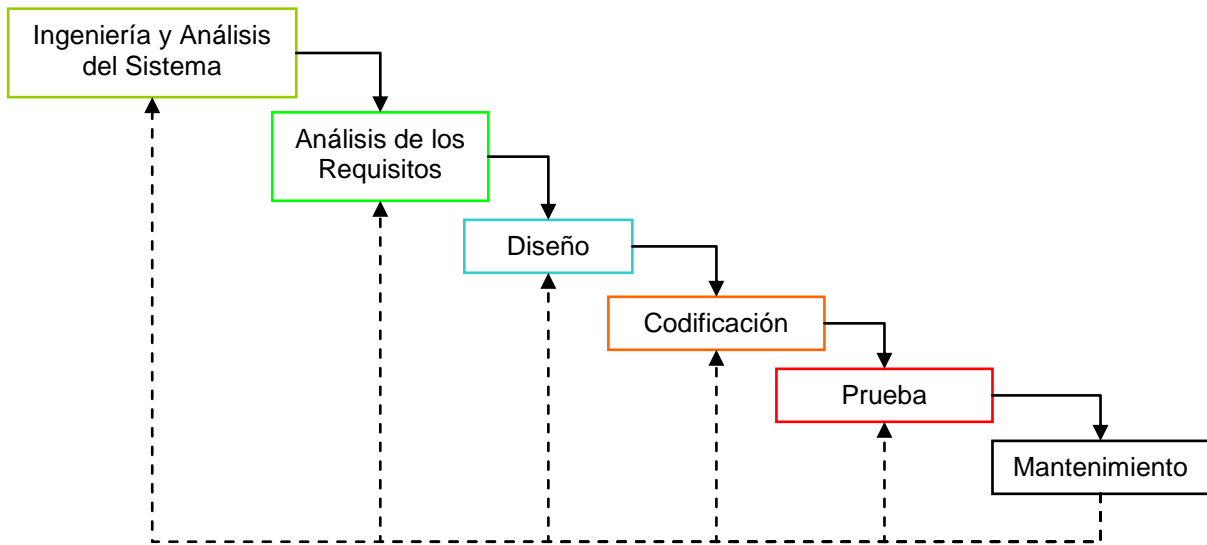 Ingeniería y Análisis
del Sistema
Análisis de los
Requisitos
Diseño
Codificación
Prueba
Mantenimiento